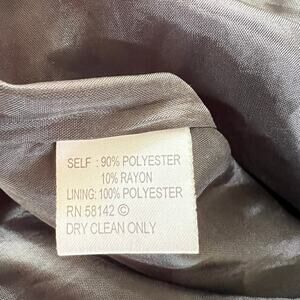 SELF : 90% POLYESTER
10% RAYON
LINING: 100% POLYESTER
RN 58142 ©
DRY CLEAN ONLY